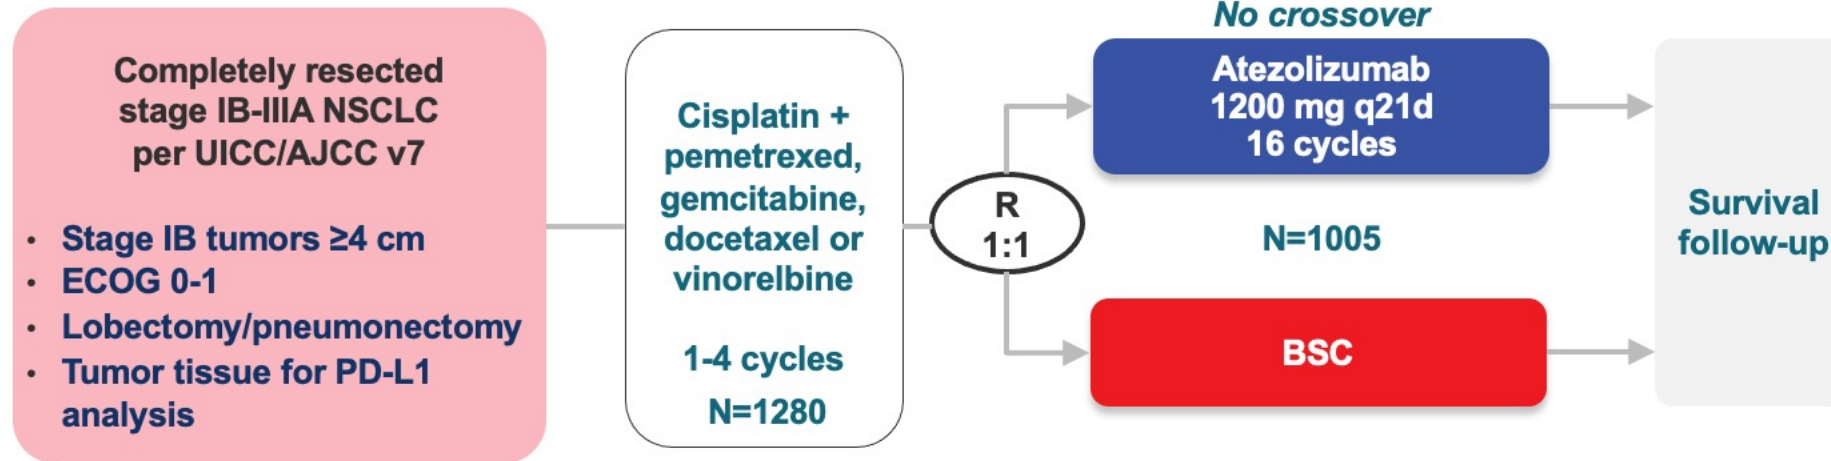 Completely resected
stage IB-IIIA NSCLC
per UICC/AJCC v7
• Stage IB tumors ≥4 cm
• ECOG 0-1
• Lobectomy/pneumonectomy
• Tumor tissue for PD-L1
analysis
Cisplatin +
pemetrexed,
gemcitabine,
docetaxel or
vinorelbine
1-4 cycles
N=1280
R
1:1
No crossover
Atezolizumab
1200 mg q21d
16 cycles
N=1005
BSC
Survival
follow-up